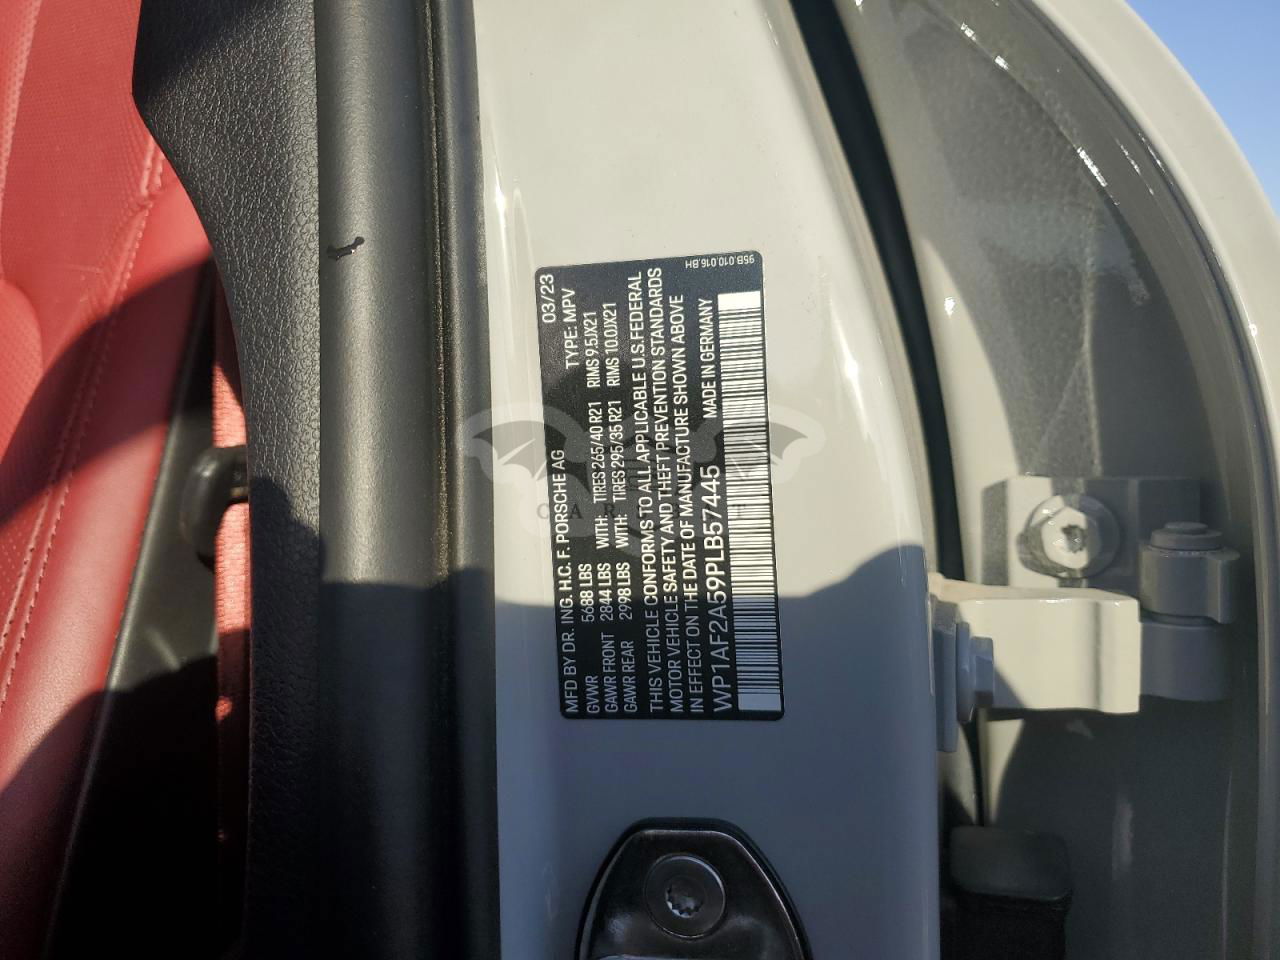 MFD BY DR. ING. H.C. F. PORSCHE AG 03/23
GVWR 5688 LBS TYPE: MPV
GAWR FRONT 2844 LBS WITH: TIRES 265/40 R21 RIMS 9.5JX21
GAWR REAR 2998 LBS WITH: TIRES 295/35 R21 RIMS 10.0JX21
THIS VEHICLE CONFORMS TO ALL APPLICABLE U.S.FEDERAL
MOTOR VEHICLE SAFETY AND THEFT PREVENTION STANDARDS
IN EFFECT ON THE DATE OF MANUFACTURE SHOWN ABOVE
WP1AF2A59PLB57445 MADE IN GERMANY
95B.010.016.BH